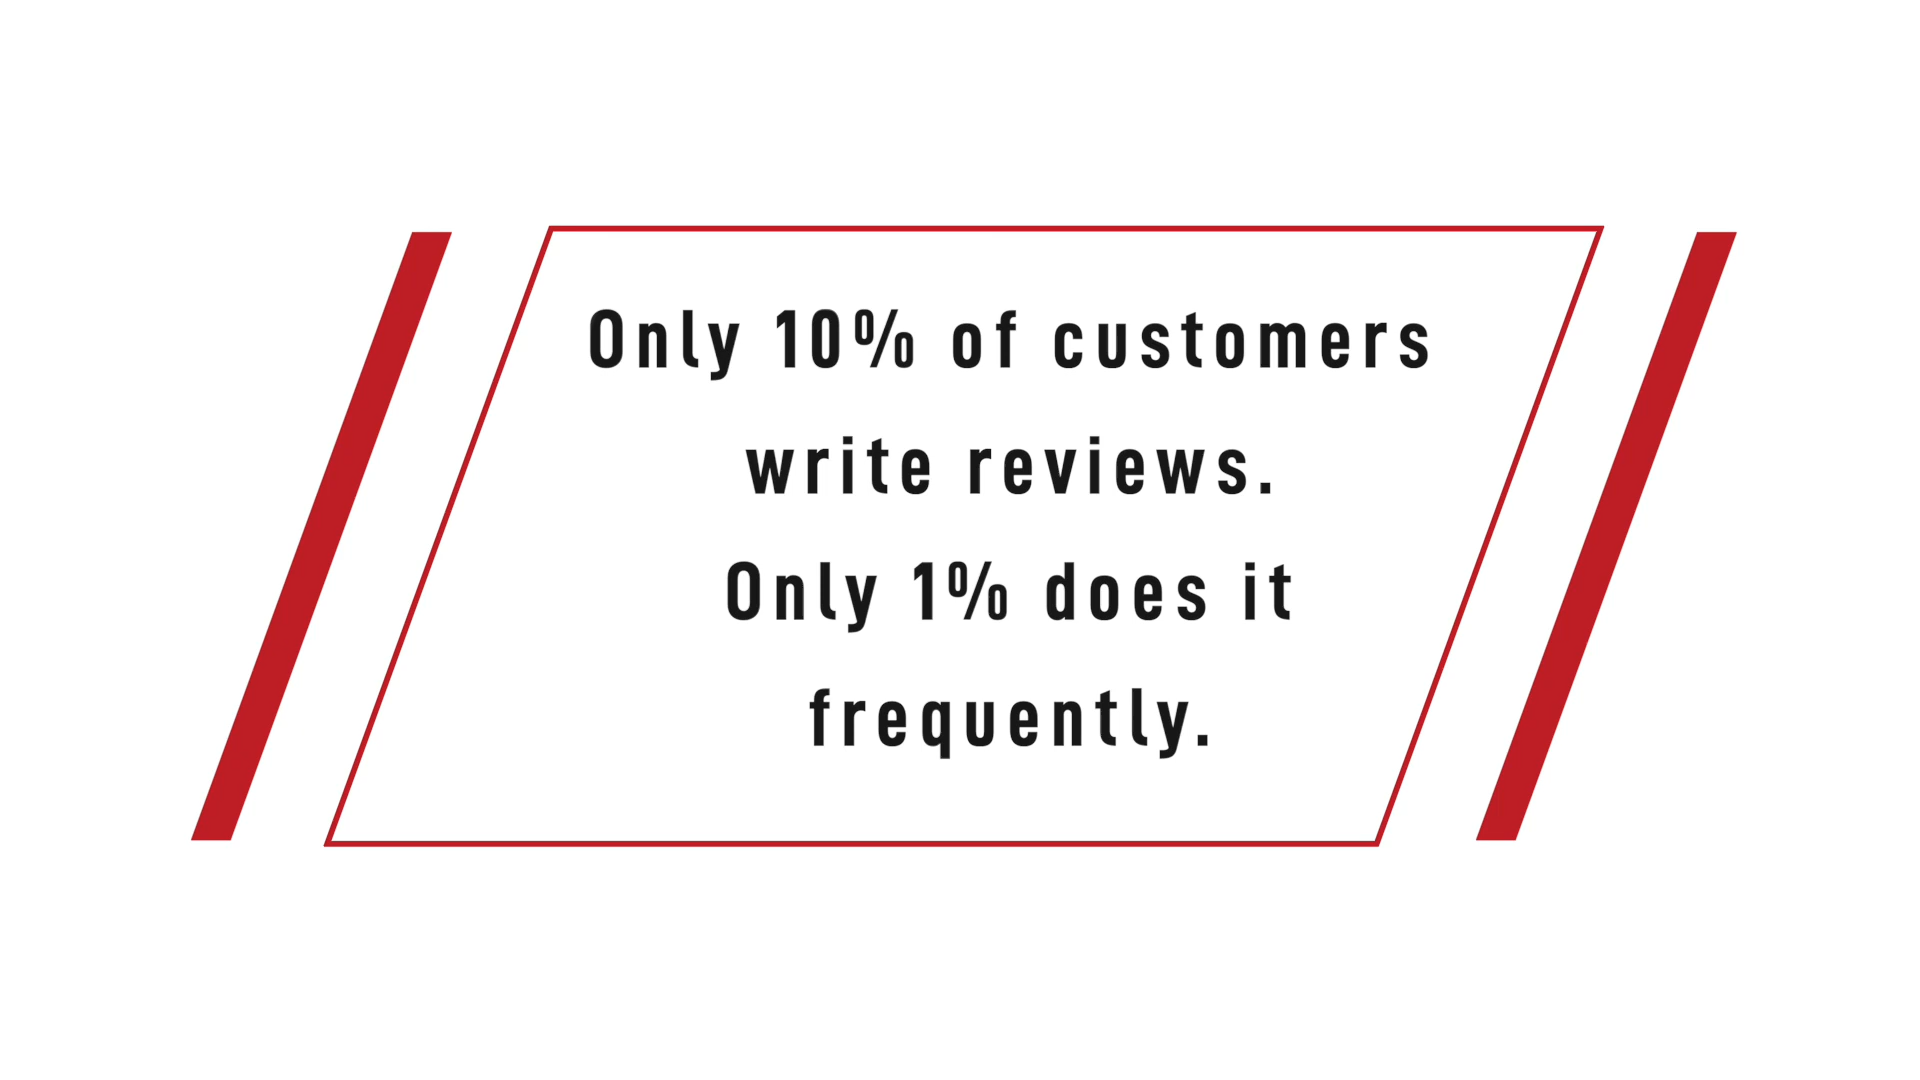 Only 10% of customers
write reviews.
Only 1% does it
frequently.